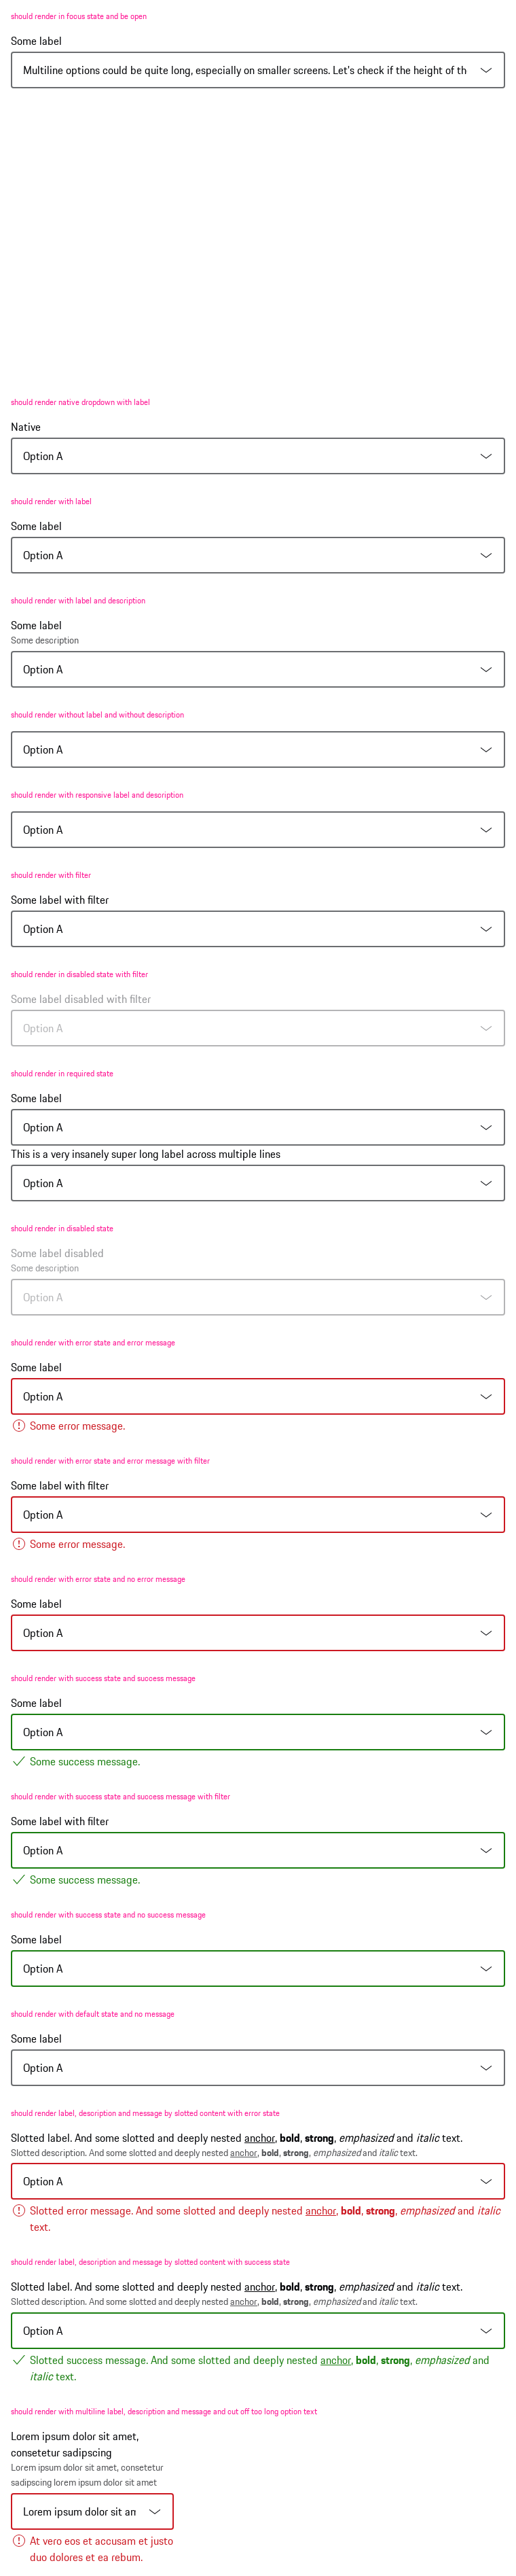 should render in focus state and be open
Some label
Multiline options could be quite long, especially on smaller screens. Let's check if the height of th
should render native dropdown with label
Native
Option A
should render with label
Some label
Option A
should render with label and description
Some label
Some description
Option A
should render without label and without description
Option A
should render with responsive label and description
Option A
should render with filter
Some label with filter
Option A
should render in disabled state with filter
Some label disabled with filter
Option A
should render in required state
Some label
Option A
This is a very insanely super long label across multiple lines
Option A
should render in disabled state
Some label disabled
Some description
Option A
should render with error state and error message
Some label
Option A
Some error message.
should render with error state and error message with filter
Some label with filter
Option A
Some error message.
should render with error state and no error message
Some label
Option A
should render with success state and success message
Some label
Option A
Some success message.
should render with success state and success message with filter
Some label with filter
Option A
Some success message.
should render with success state and no success message
Some label
Option A
should render with default state and no message
Some label
Option A
should render label, description and message by slotted content with error state
Slotted label. And some slotted and deeply nested anchor, bold, strong, emphasized and italic text.
Slotted description. And some slotted and deeply nested anchor, bold, strong, emphasized and italic text.
Option A
Slotted error message. And some slotted and deeply nested anchor, bold, strong, emphasized and italic
text.
should render label, description and message by slotted content with success state
Slotted label. And some slotted and deeply nested anchor, bold, strong, emphasized and italic text.
Slotted description. And some slotted and deeply nested anchor, bold, strong, emphasized and italic text.
Option A
Slotted success message. And some slotted and deeply nested anchor, bold, strong, emphasized and
italic text.
should render with multiline label, description and message and cut off too long option text
Lorem ipsum dolor sit amet,
consetetur sadipscing
Lorem ipsum dolor sit amet, consetetur
sadipscing lorem ipsum dolor sit amet
Lorem ipsum dolor sit am
At vero eos et accusam et justo
duo dolores et ea rebum.